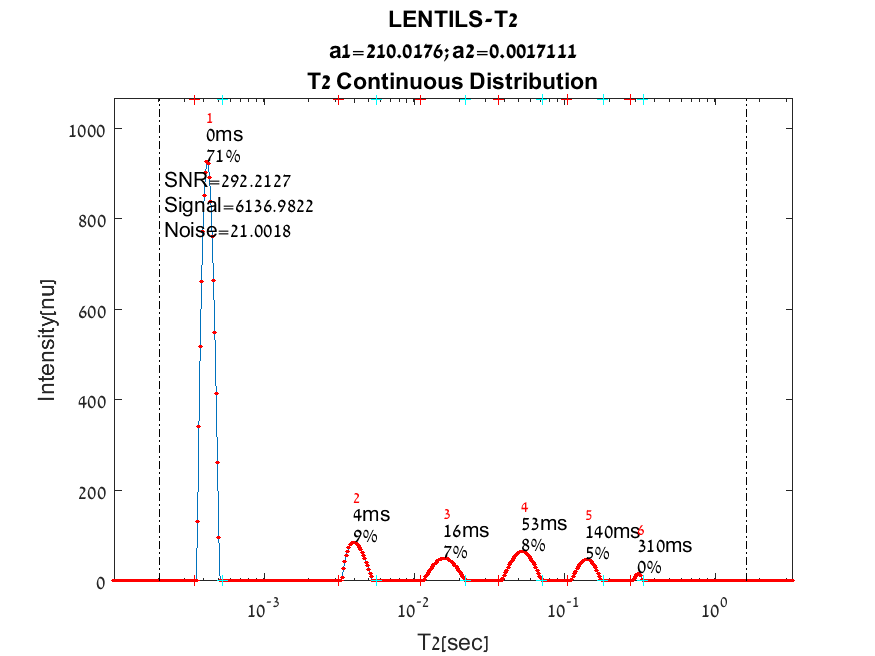 LENTILS-T2
a1=210.0176; a2=0.0017111
T2 Continuous Distribution
1
0ms
71%
SNR=292.2127
Signal=6136.9822
Noise=21.0018
2
4ms
9%
3
16ms
7%
4
53ms
8%
5
140ms
5%
6
310ms
0%
1000
800
600
400
200
0
Intensity[nu]
10^-3
10^-2
10^-1
10^0
T2[sec]